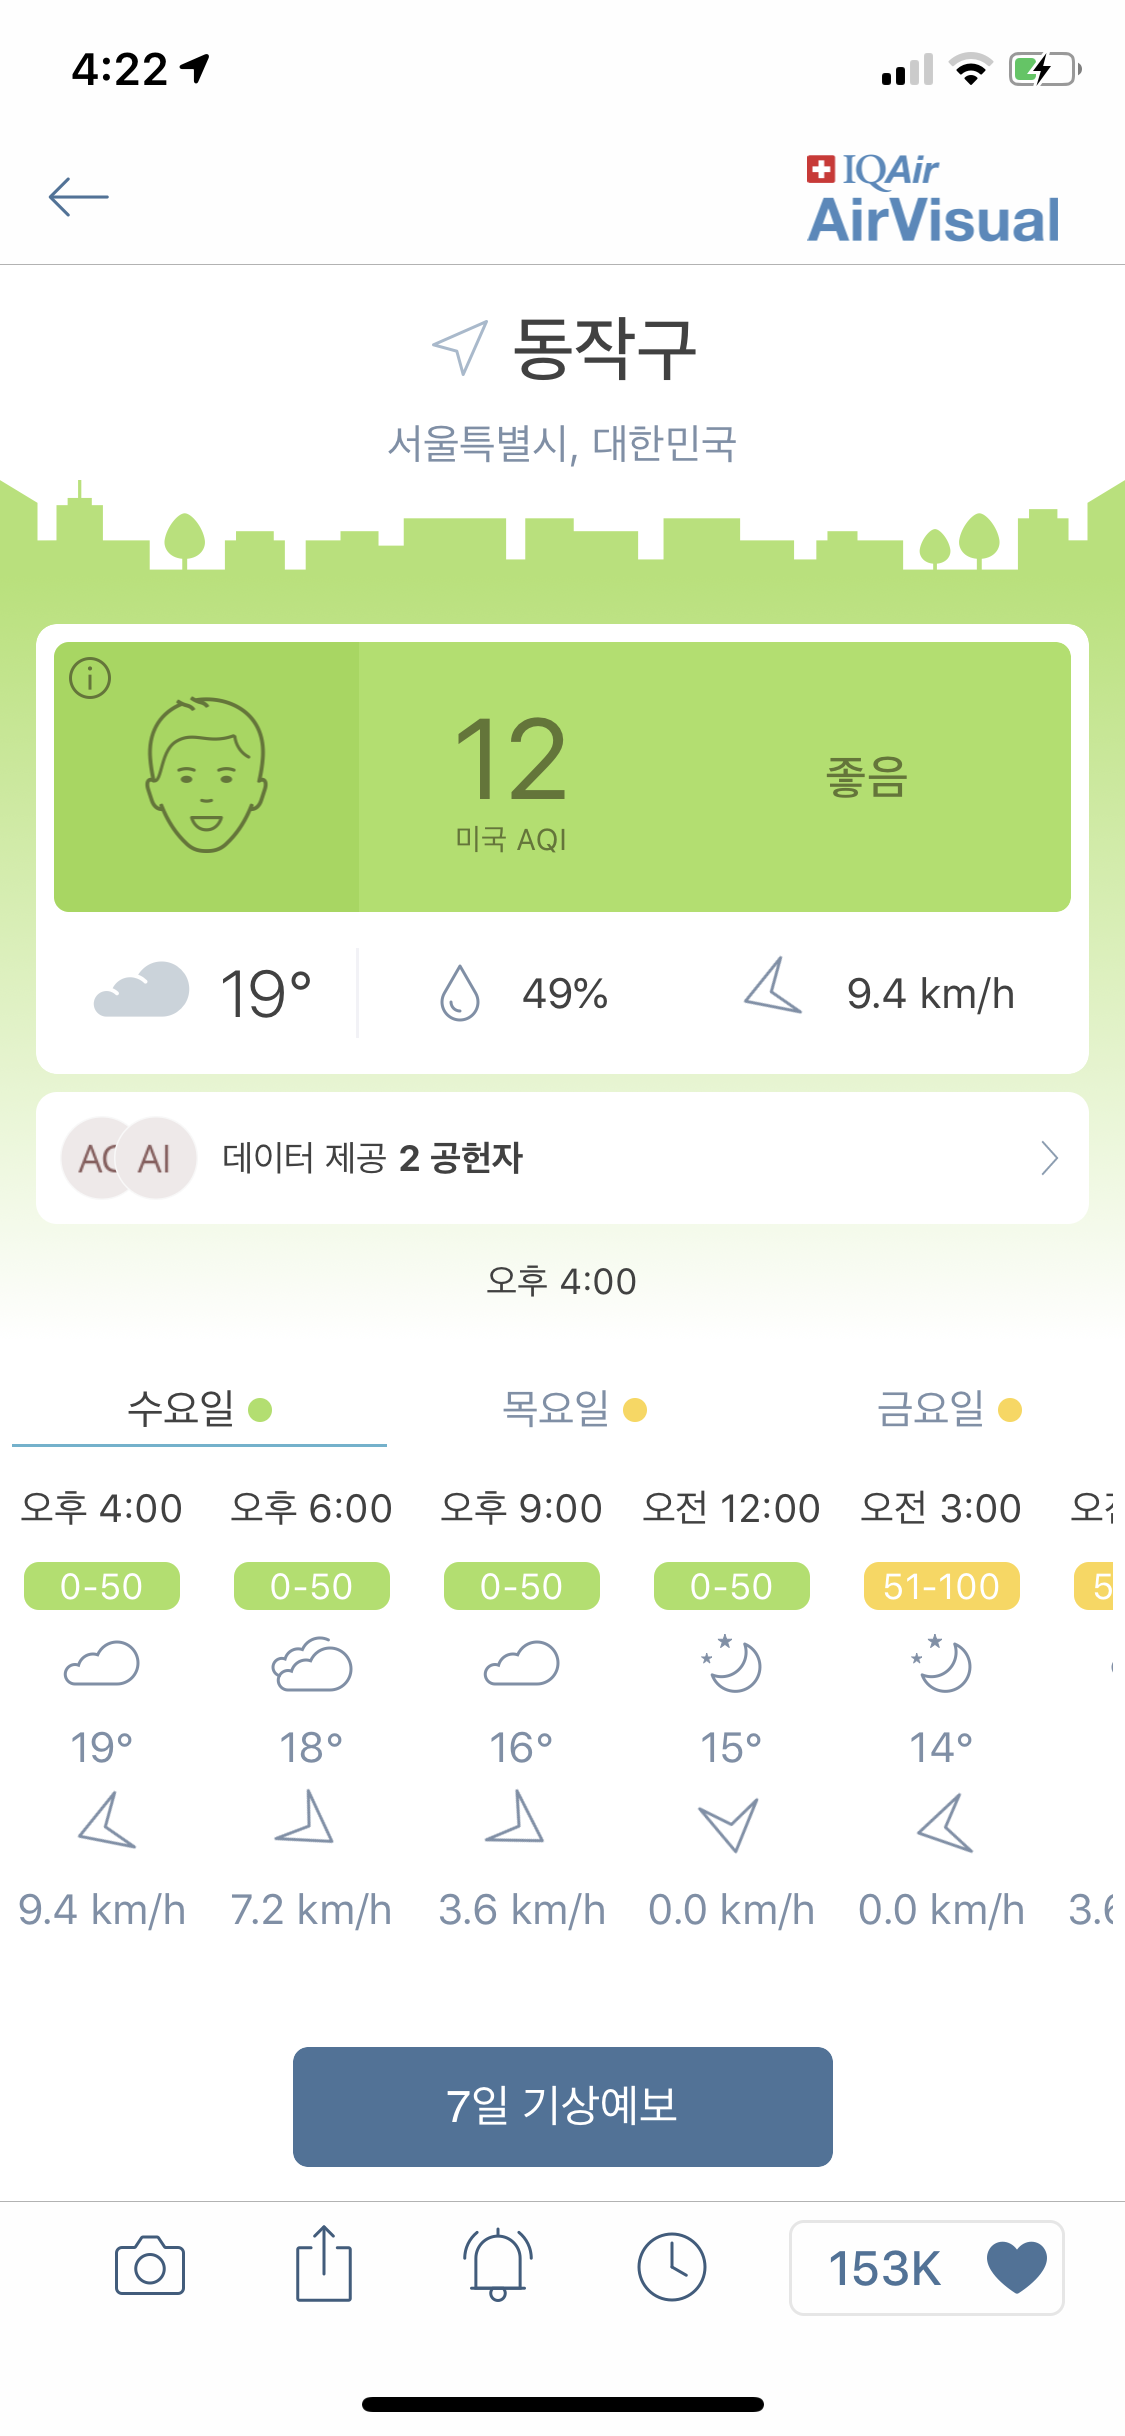 4:22
IQAir
AirVisual
동작구
서울특별시, 대한민국
12
미국 AQI
좋음
19° 49% 9.4 km/h
AI
데이터 제공 2 공헌자
오후 4:00
수요일 목요일 금요일
오후 4:00 오후 6:00 오후 9:00 오전 12:00 오전 3:00
0-50 0-50 0-50 0-50 51-100
19° 18° 16° 15° 14°
9.4 km/h 7.2 km/h 3.6 km/h 0.0 km/h 0.0 km/h
7일 기상예보
153K